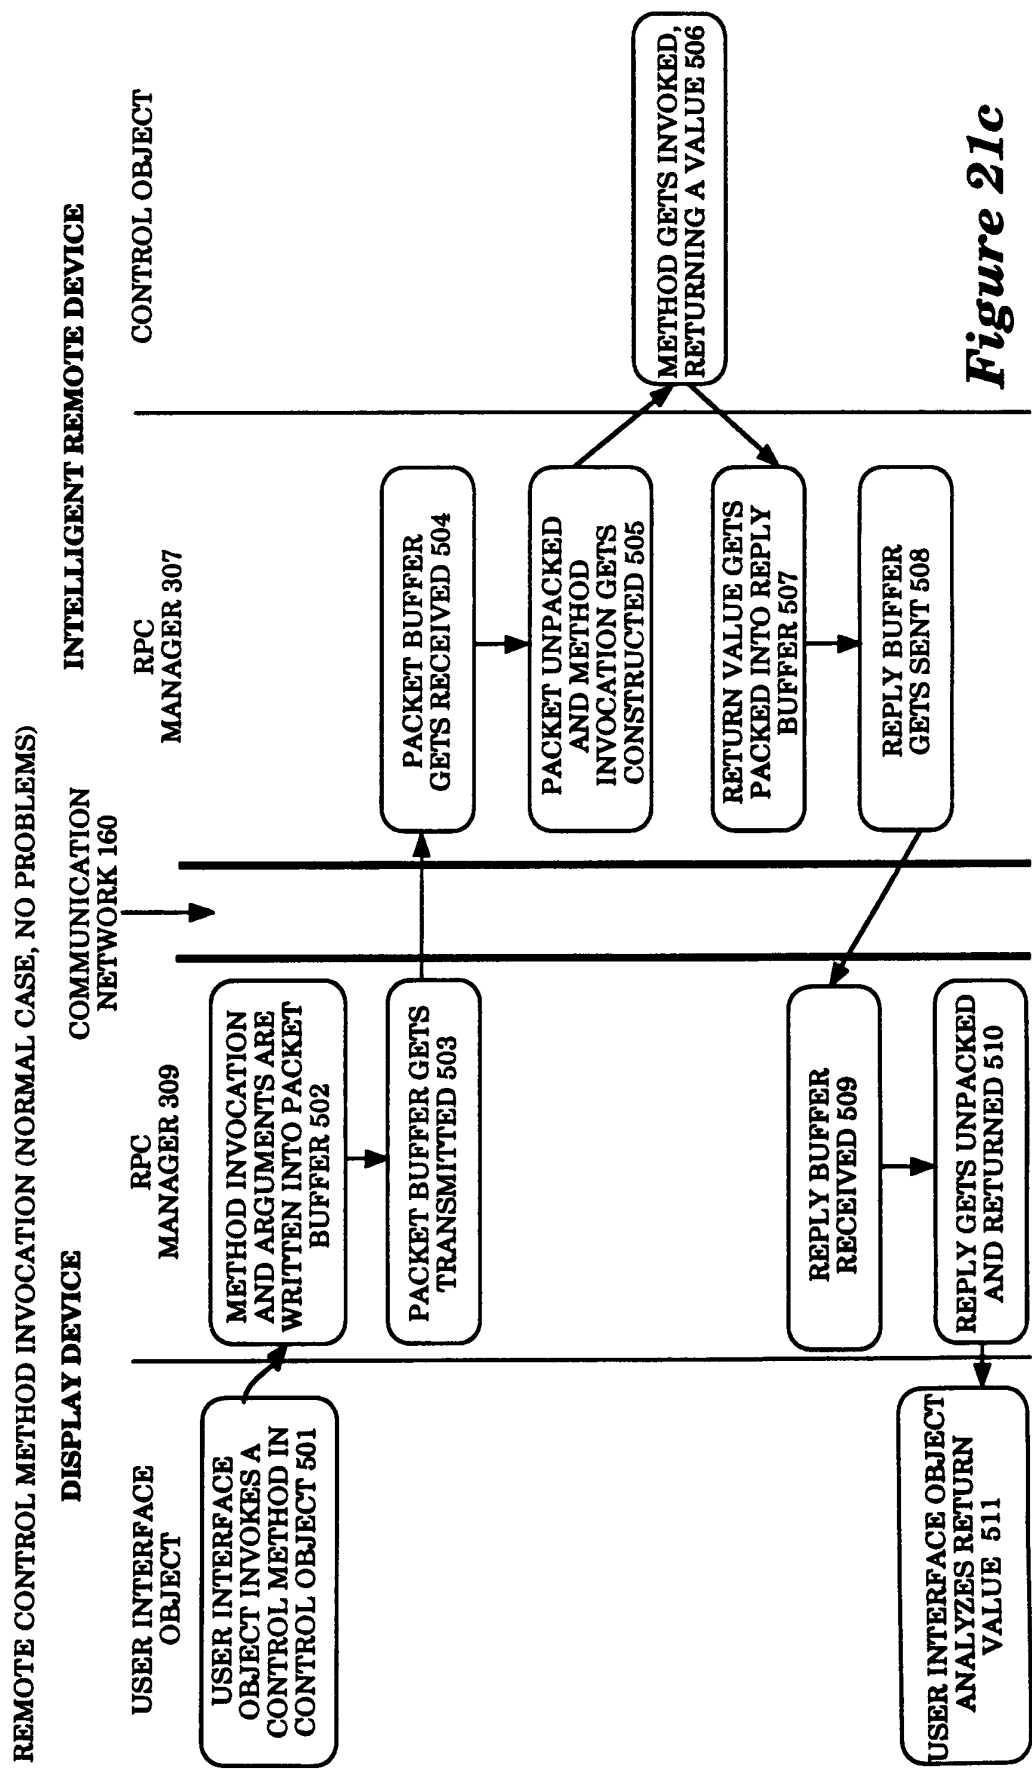 REMOTE CONTROL METHOD INVOCATION (NORMAL CASE, NO PROBLEMS)
DISPLAY DEVICE
COMMUNICATION
NETWORK 160
INTELLIGENT REMOTE DEVICE
USER INTERFACE
OBJECT
RPC
MANAGER 309
RPC
MANAGER 307
CONTROL OBJECT
USER INTERFACE
OBJECT INVOKES A
CONTROL METHOD IN
CONTROL OBJECT 501
METHOD INVOCATION
AND ARGUMENTS ARE
WRITTEN INTO PACKET
BUFFER 502
PACKET BUFFER GETS
TRANSMITTED 503
PACKET BUFFER
GETS RECEIVED 504
PACKET UNPACKED
AND METHOD
INVOCATION GETS
CONSTRUCTED 505
METHOD GETS INVOKED,
RETURNING A VALUE 506
RETURN VALUE GETS
PACKED INTO REPLY
BUFFER 507
REPLY BUFFER
GETS SENT 508
REPLY BUFFER
RECEIVED 509
REPLY GETS UNPACKED
AND RETURNED 510
USER INTERFACE OBJECT
ANALYZES RETURN
VALUE 511
Figure 21c